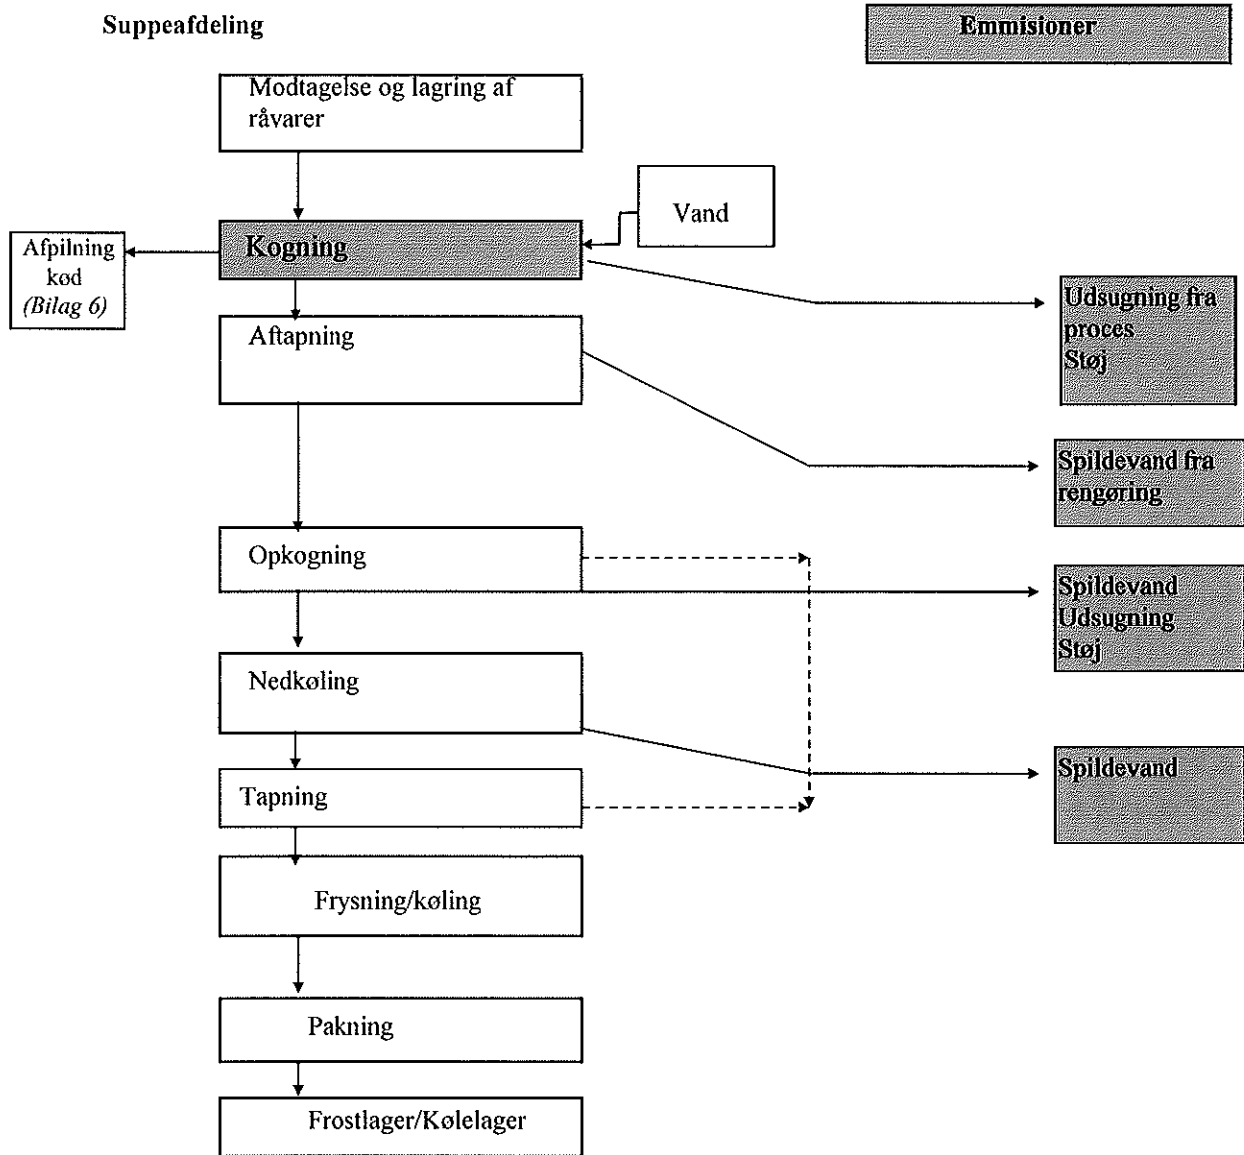 Suppeafdeling
Emmisioner
Modtagelse og lagring af
råvarer
Vand
Kogning
Afpilning
kød
(Bilag 6)
Udsugning fra
proces
Støj
Aftapning
Spildevand fra
rengøring
Opkogning
Spildevand
Udsugning
Støj
Nedkøling
Spildevand
Tapning
Frysning/køling
Pakning
Frostlager/Kølelager